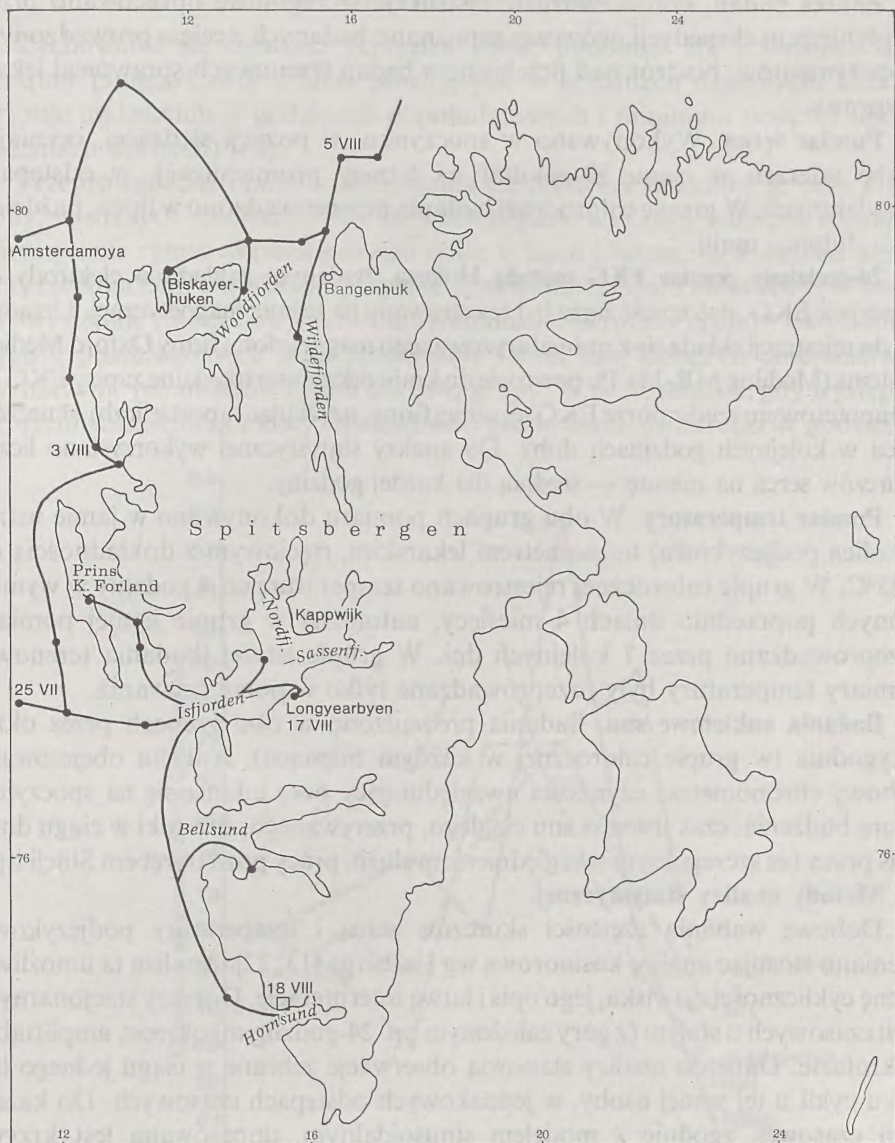 12 16 20 24
5 VIII
80 80
Amsterdamoya
Biskayer-
huken
Bangenhuk
Woodfjorden
Wijdefjorden
3 VIII
Spitsbergen
Prins
K. Forland
Nordfj.
Kappwijk
Sassenfj.
25 VII
Isfjorden
Longyearbyen
17 VIII
Bellsund
76 76
18 VIII
Hornsund
12 16 20 24